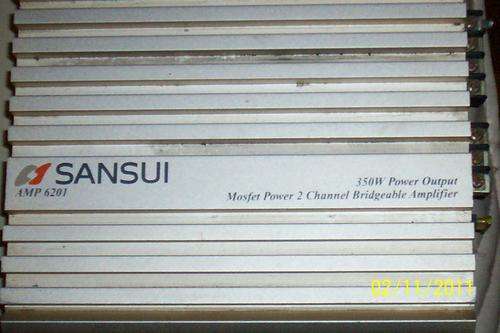 SANSUI
AMP 6201
350W Power Output
Mosfet Power 2 Channel Bridgeable Amplifier
02/11/2011